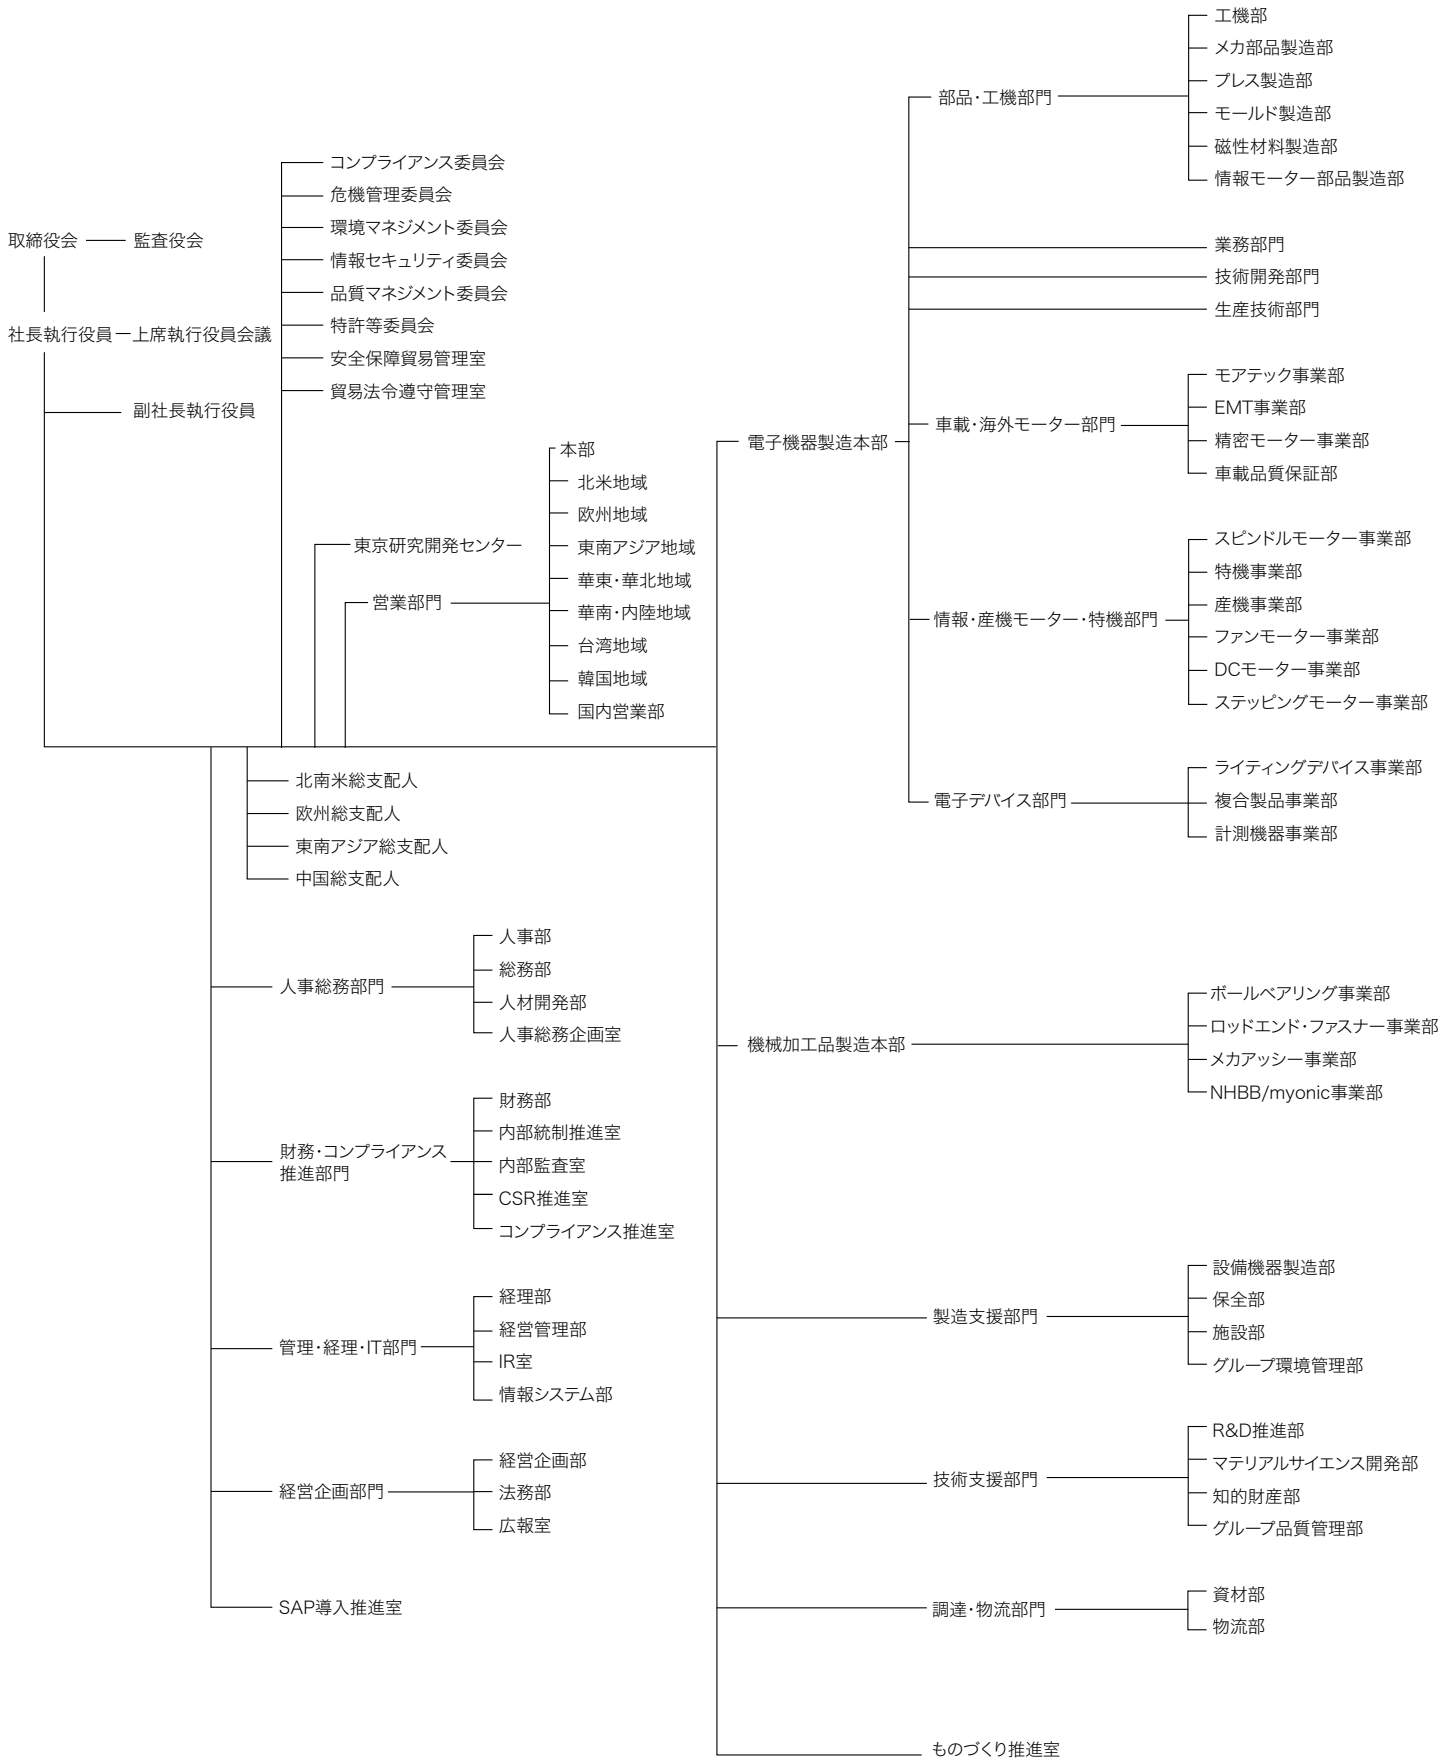 取締役会
監査役会
社長執行役員
上席執行役員会議
副社長執行役員
コンプライアンス委員会
危機管理委員会
環境マネジメント委員会
情報セキュリティ委員会
品質マネジメント委員会
特許等委員会
安全保障貿易管理室
貿易法令遵守管理室
東京研究開発センター
営業部門
本部
北米地域
欧州地域
東南アジア地域
華東・華北地域
華南・内陸地域
台湾地域
韓国地域
国内営業部
北南米総支配人
欧州総支配人
東南アジア総支配人
中国総支配人
人事総務部門
人事部
総務部
人材開発部
人事総務企画室
財務・コンプライアンス
推進部門
財務部
内部統制推進室
内部監査室
CSR推進室
コンプライアンス推進室
管理・経理・IT部門
経理部
経営管理部
IR室
情報システム部
経営企画部門
経営企画部
法務部
広報室
SAP導入推進室
電子機器製造本部
部品・工機部門
工機部
メカ部品製造部
プレス製造部
モールド製造部
磁性材料製造部
情報モーター部品製造部
業務部門
技術開発部門
生産技術部門
車載・海外モーター部門
モアテック事業部
EMT事業部
精密モーター事業部
車載品質保証部
情報・産機モーター・特機部門
スピンドルモーター事業部
特機事業部
産機事業部
ファンモーター事業部
DCモーター事業部
ステッピングモーター事業部
電子デバイス部門
ライティングデバイス事業部
複合製品事業部
計測機器事業部
機械加工品製造本部
ボールベアリング事業部
ロッドエンド・ファスナー事業部
メカアッシー事業部
NHBB/myonic事業部
製造支援部門
設備機器製造部
保全部
施設部
グループ環境管理部
技術支援部門
R&D推進部
マテリアルサイエンス開発部
知的財産部
グループ品質管理部
調達・物流部門
資材部
物流部
ものづくり推進室